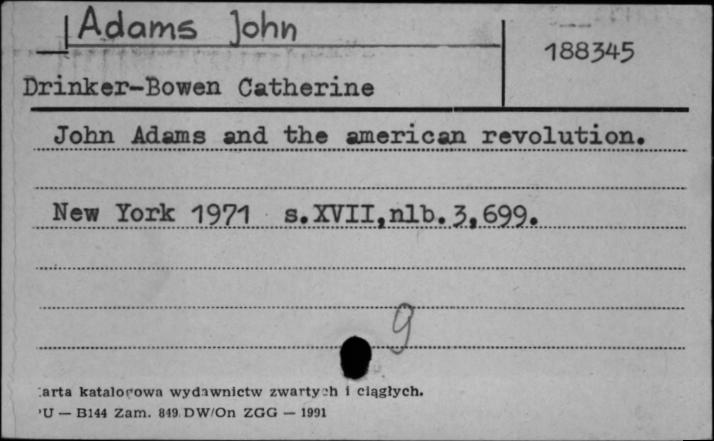 Adams John
188345
Drinker-Bowen Catherine
John Adams and the american revolution.
New York 1971 s.XVII,nlb.3,699.
9
arta katalogowa wydawnictw zwartych i ciągłych.
U — B144 Zam. 849 DW/On ZGG — 1991